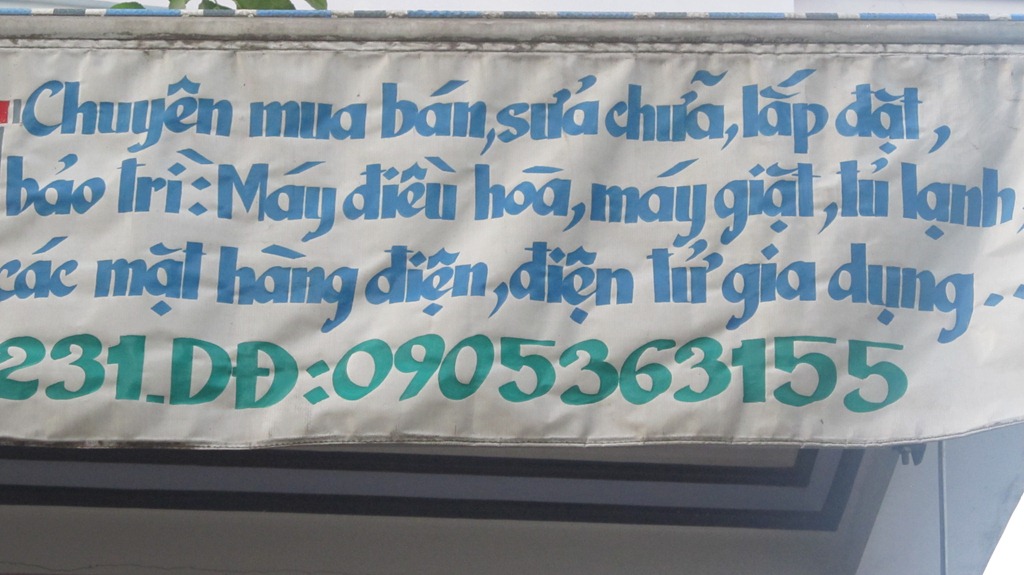 Chuyên mua bán, sửa chữa, lắp đặt,
bảo trì: Máy điều hòa, máy giặt, tủ lạnh,
các mặt hàng điện, điện tử gia dụng...
231. DĐ: 0905363155